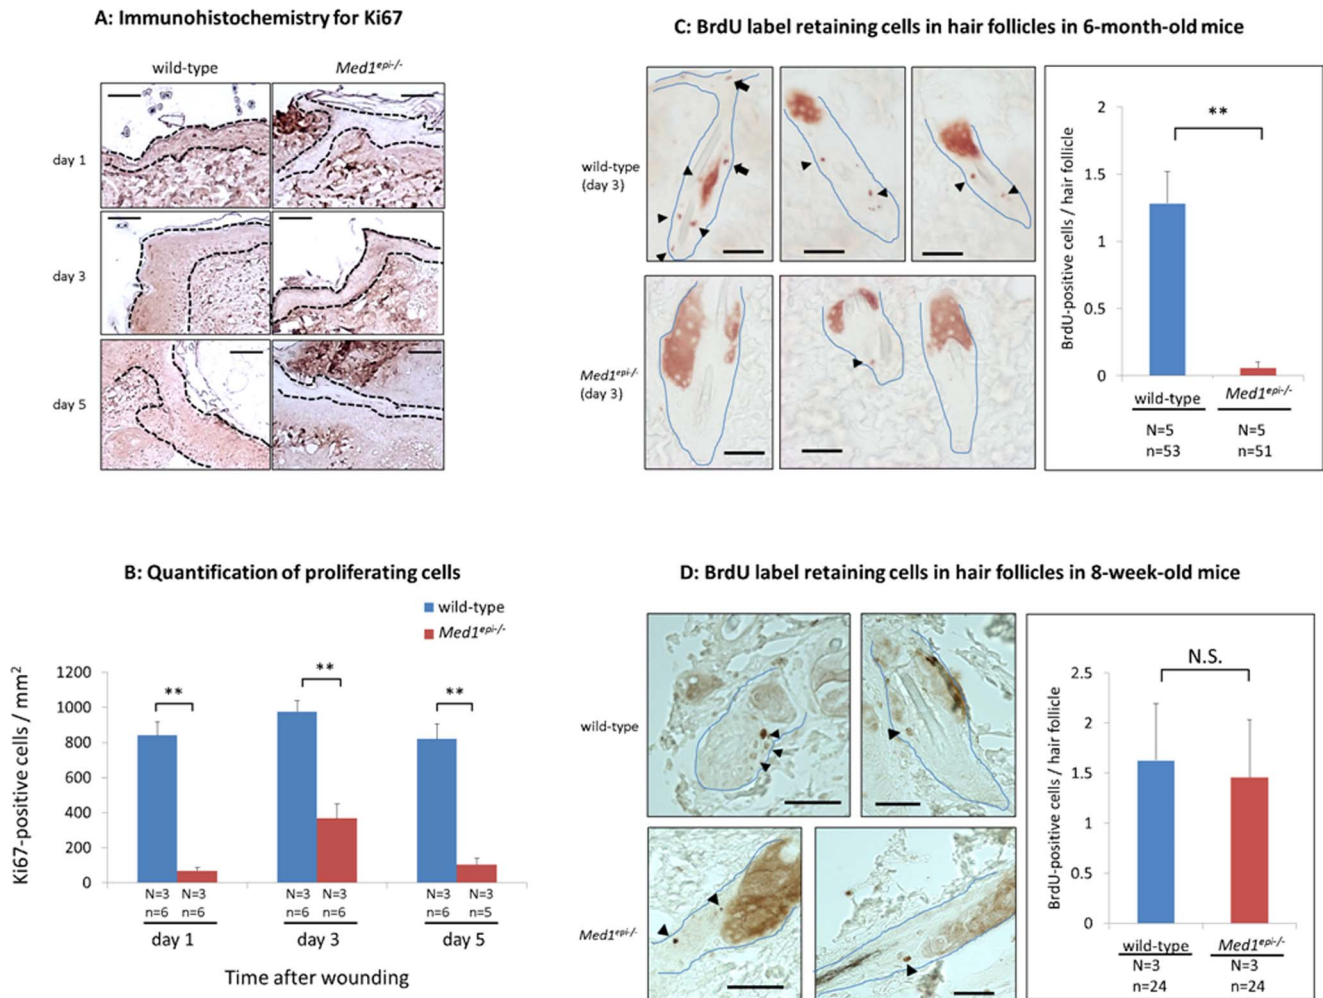 A: Immunohistochemistry for Ki67
wild-type Med1epi-/-
day 1
day 3
day 5
B: Quantification of proliferating cells
wild-type
Med1epi-/-
Ki67-positive cells / mm2
1200
1000
800
600
400
200
0
** ** **
N=3 N=3 N=3 N=3 N=3 N=3
n=6 n=6 n=6 n=6 n=6 n=5
day 1 day 3 day 5
Time after wounding
C: BrdU label retaining cells in hair follicles in 6-month-old mice
wild-type
(day 3)
Med1epi-/-
(day 3)
BrdU-positive cells / hair follicle
2
1.5
1
0.5
0
**
wild-type Med1epi-/-
N=5 N=5
n=53 n=51
D: BrdU label retaining cells in hair follicles in 8-week-old mice
wild-type
Med1epi-/-
BrdU-positive cells / hair follicle
2.5
2
1.5
1
0.5
0
N.S.
wild-type Med1epi-/-
N=3 N=3
n=24 n=24